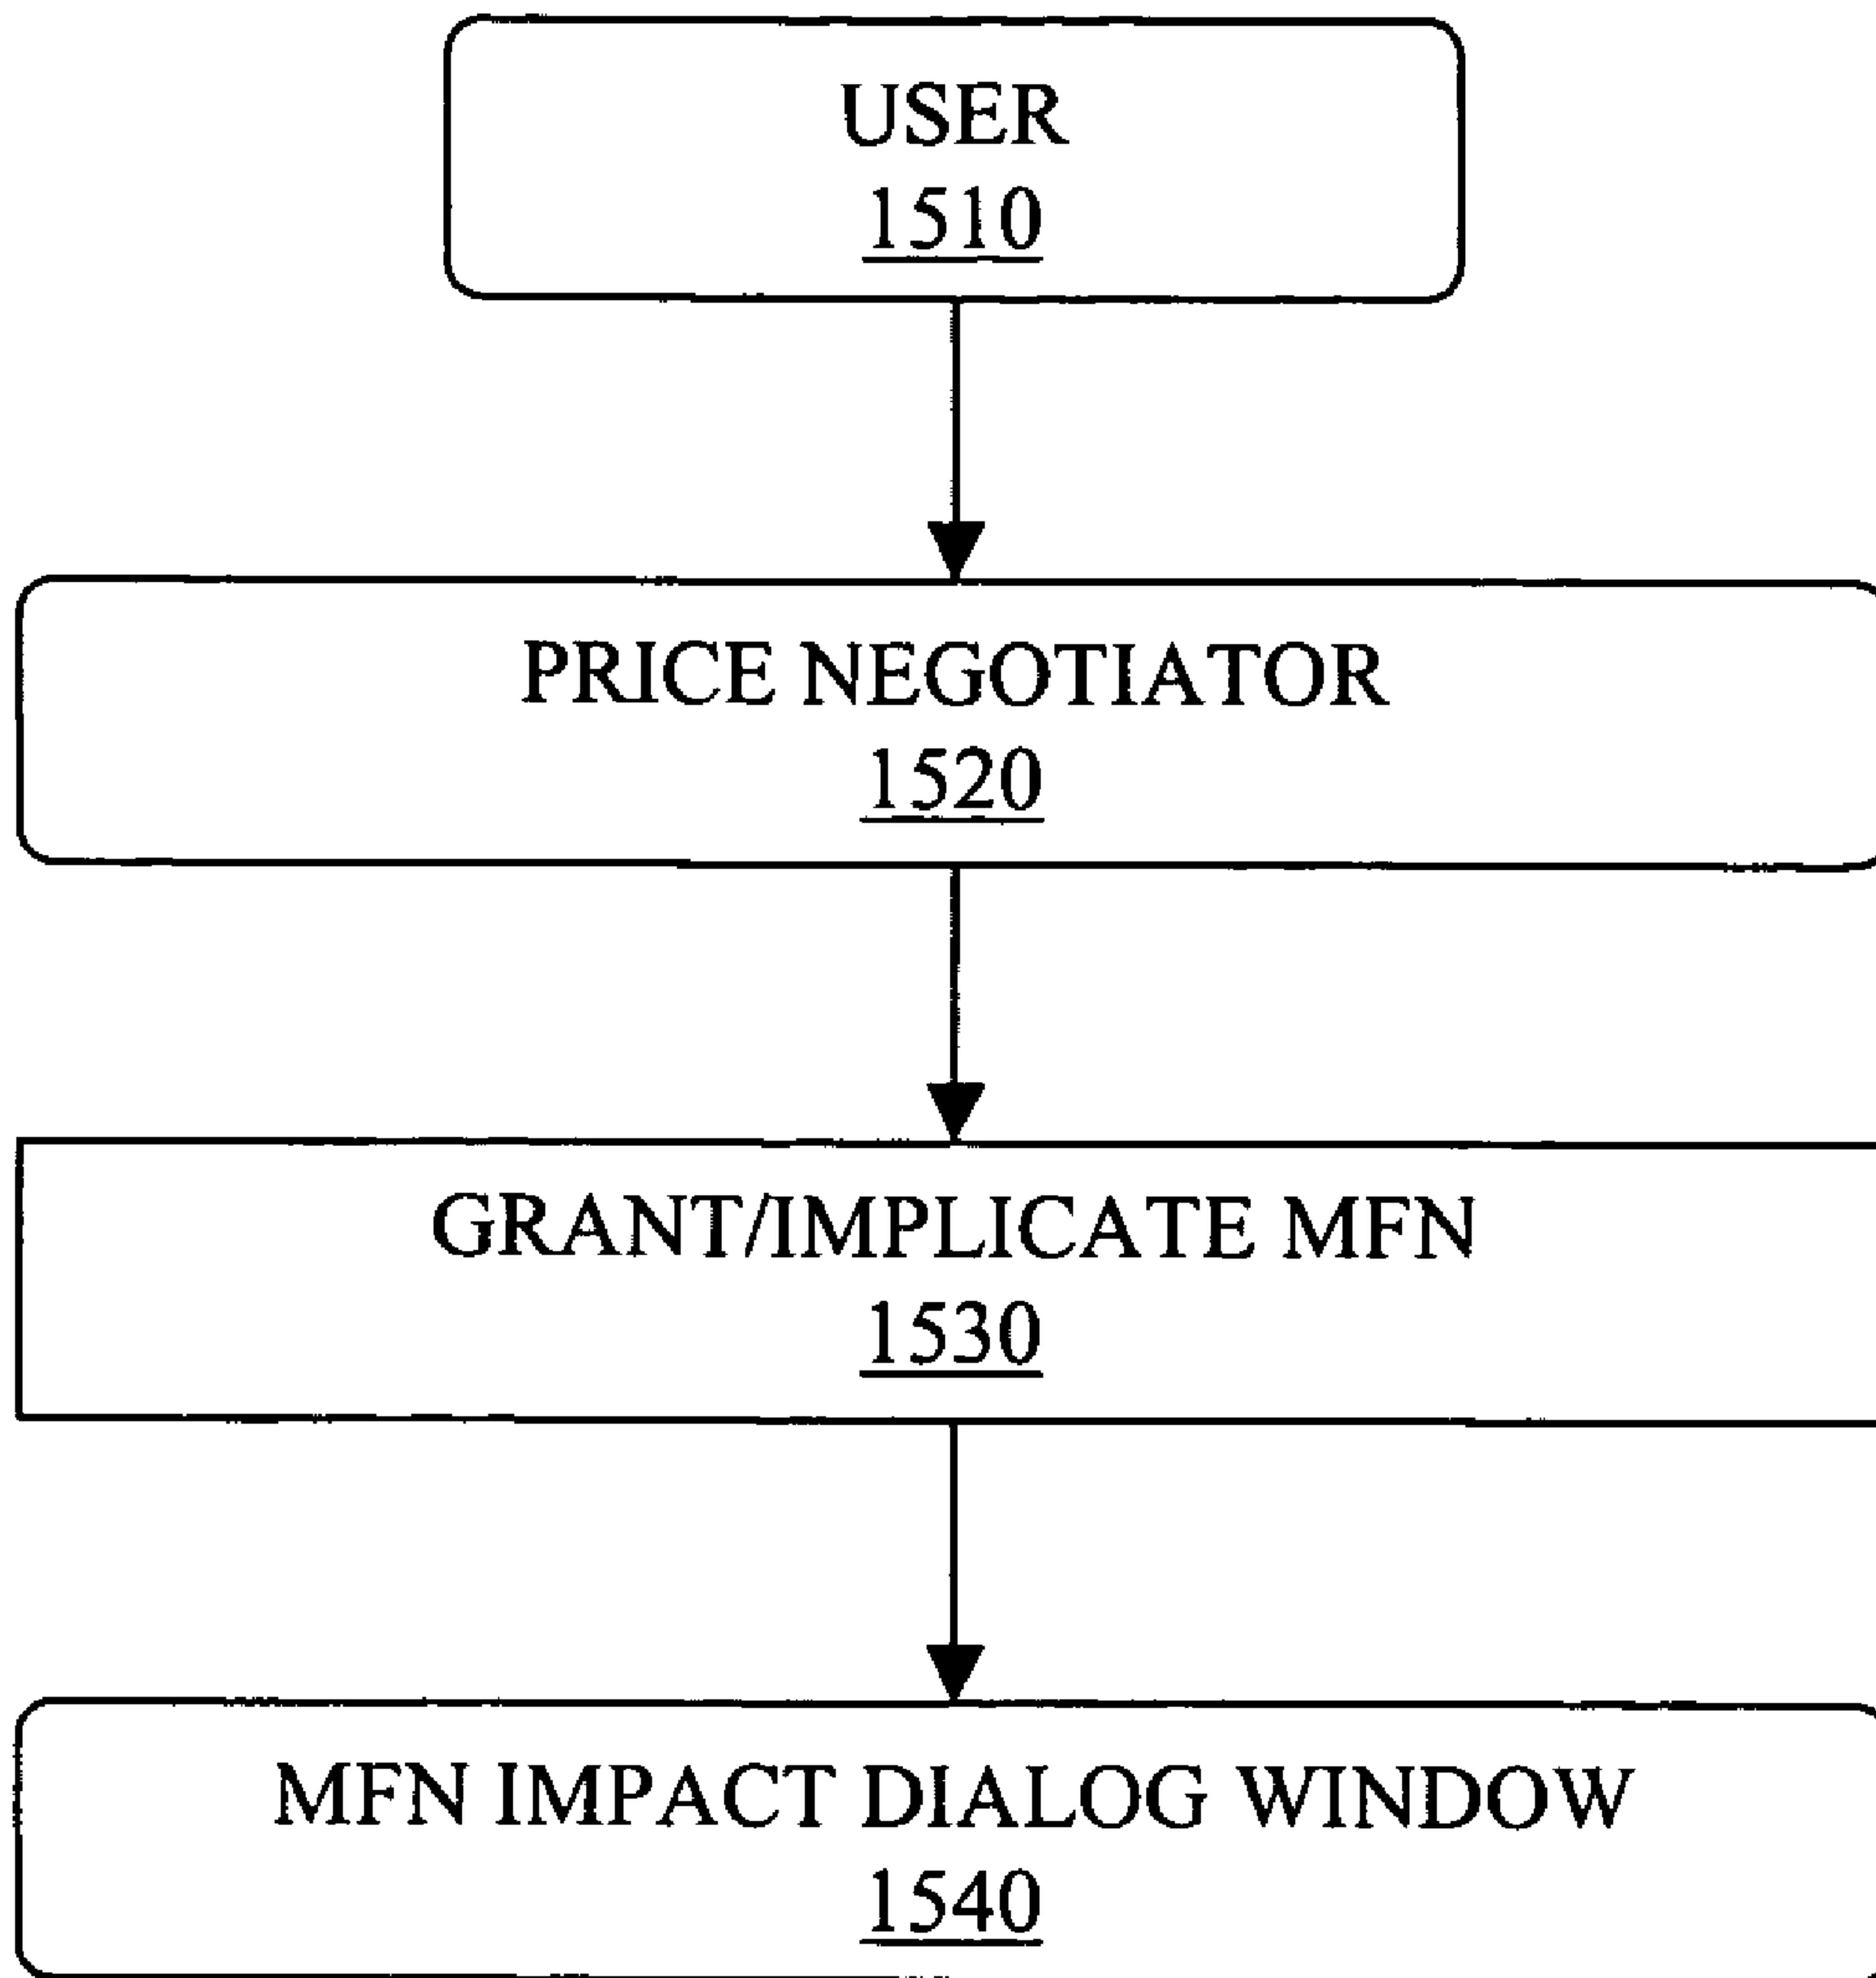 USER
1510
PRICE NEGOTIATOR
1520
GRANT/IMPLICATE MFN
1530
MFN IMPACT DIALOG WINDOW
1540